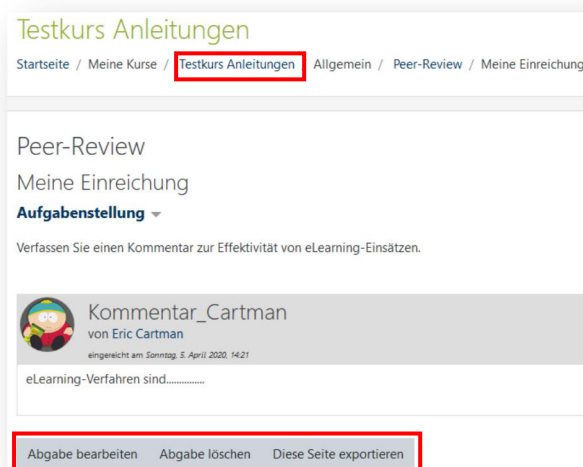 Testkurs Anleitungen
Startseite / Meine Kurse / Testkurs Anleitungen Allgemein / Peer-Review / Meine Einreichung
Peer-Review
Meine Einreichung
Aufgabenstellung
Verfassen Sie einen Kommentar zur Effektivität von eLearning-Einsätzen.
Kommentar_Cartman
von Eric Cartman
eingereicht am Sonntag, 5. April 2020, 14:21
eLearning-Verfahren sind...............
Abgabe bearbeiten Abgabe löschen Diese Seite exportieren